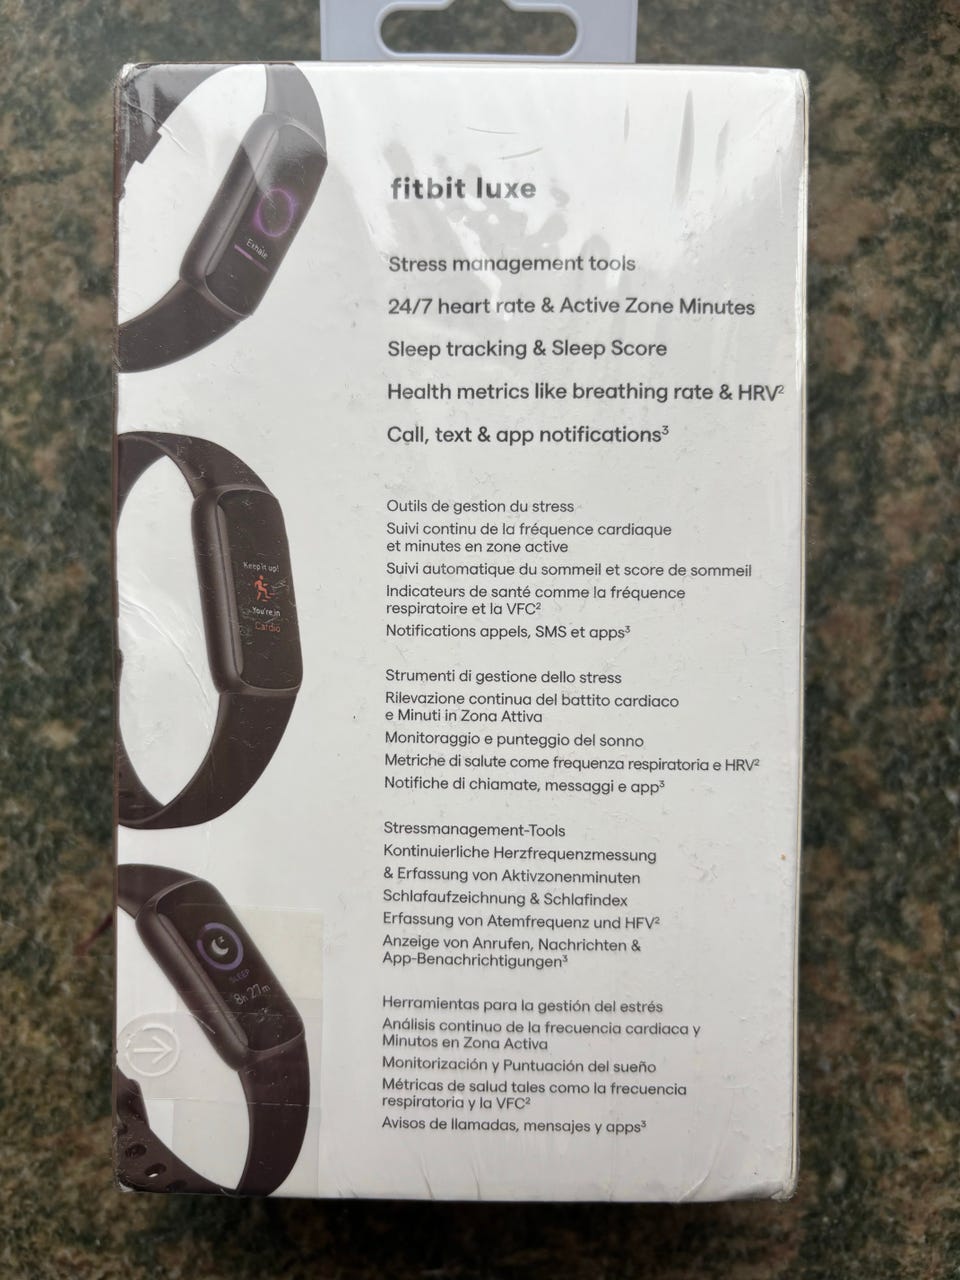 fitbit luxe
Stress management tools
24/7 heart rate & Active Zone Minutes
Sleep tracking & Sleep Score
Health metrics like breathing rate & HRV²
Call, text & app notifications³
Outils de gestion du stress
Suivi continu de la fréquence cardiaque
et minutes en zone active
Suivi automatique du sommeil et score de sommeil
Indicateurs de santé comme la fréquence
respiratoire et la VFC²
Notifications appels, SMS et apps³
Strumenti di gestione dello stress
Rilevazione continua del battito cardiaco
e Minuti in Zona Attiva
Monitoraggio e punteggio del sonno
Metriche di salute come frequenza respiratoria e HRV²
Notifiche di chiamate, messaggi e app³
Stressmanagement-Tools
Kontinuierliche Herzfrequenzmessung
& Erfassung von Aktivzonenminuten
Schlafaufzeichnung & Schlafindex
Erfassung von Atemfrequenz und HFV²
Anzeige von Anrufen, Nachrichten &
App-Benachrichtigungen³
Herramientas para la gestión del estrés
Análisis continuo de la frecuencia cardiaca y
Minutos en Zona Activa
Monitorización y Puntuación del sueño
Métricas de salud tales como la frecuencia
respiratoria y la VFC²
Avisos de llamadas, mensajes y apps³
Exhale
Keep it up!
You're in
Cardio
SLEEP
8h 27m